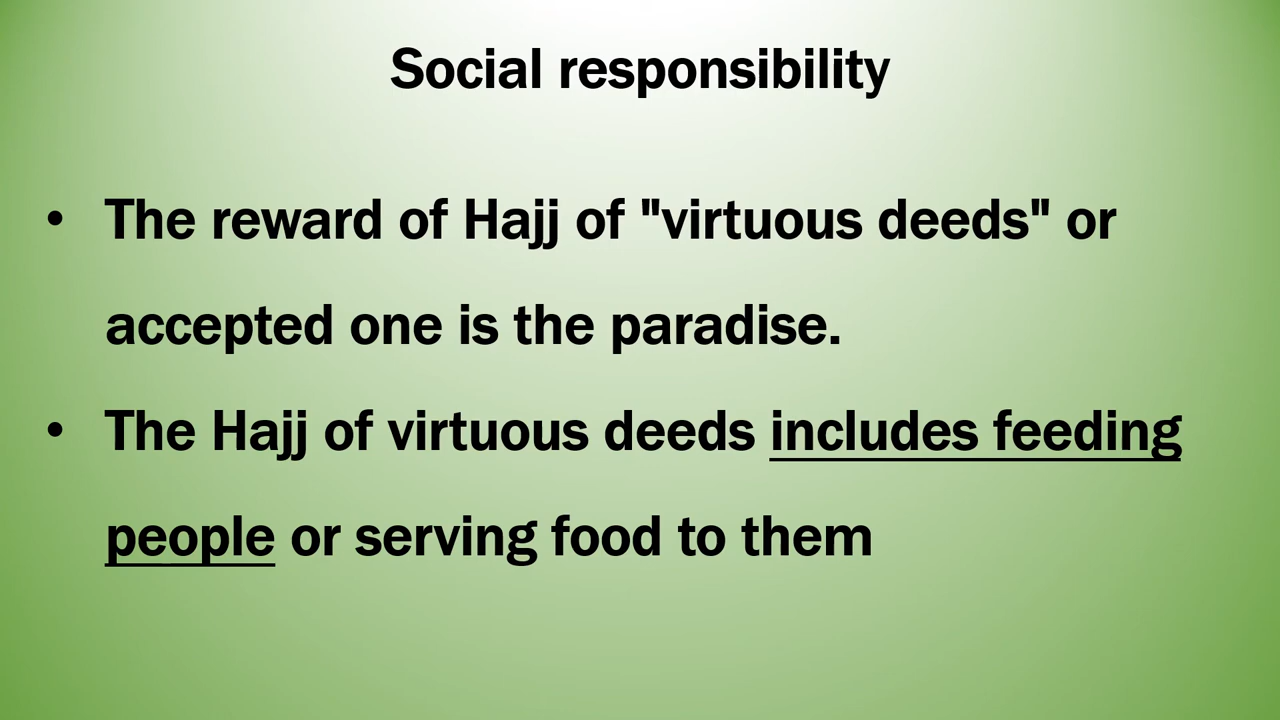 Social responsibility
• The reward of Hajj of "virtuous deeds" or
accepted one is the paradise.
• The Hajj of virtuous deeds includes feeding
people or serving food to them